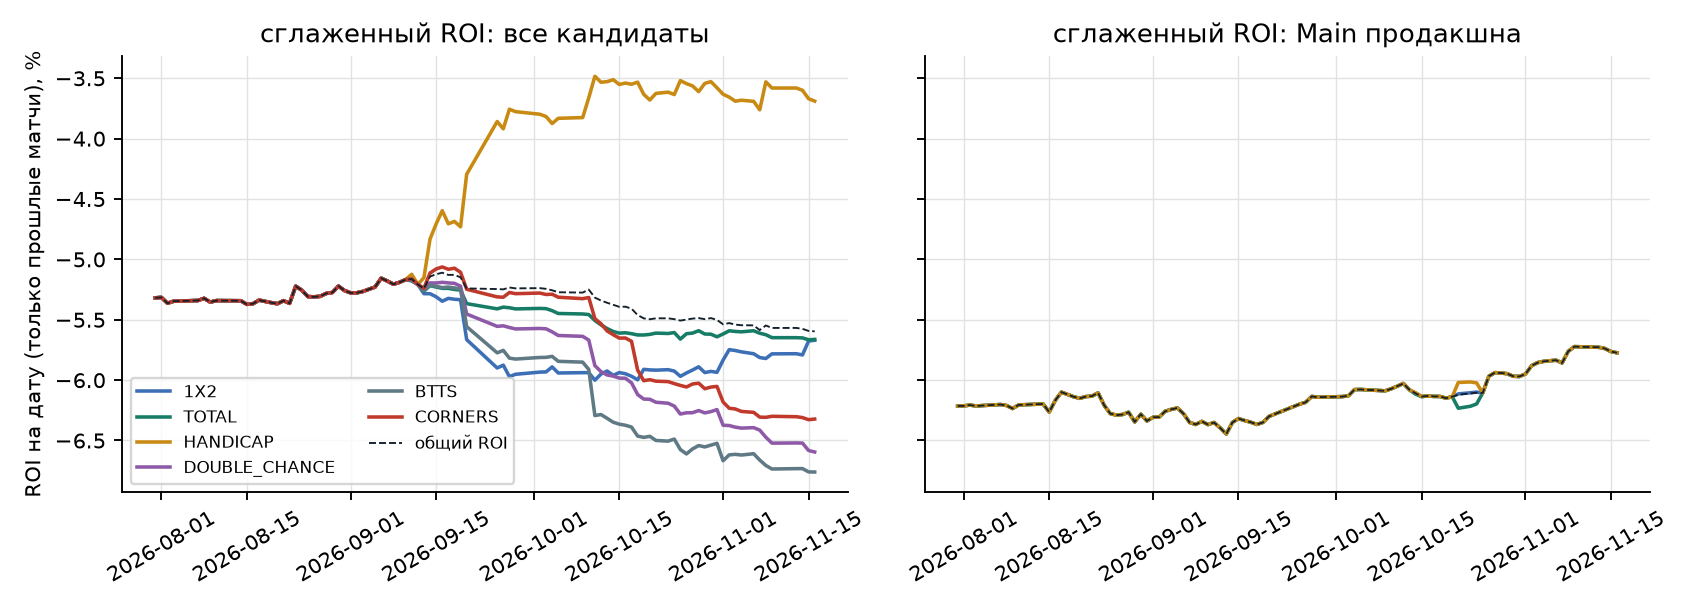 сглаженный ROI: все кандидаты
ROI на дату (только прошлые матчи), %
−3.5
−4.0
−4.5
−5.0
−5.5
−6.0
−6.5
1X2
TOTAL
HANDICAP
DOUBLE_CHANCE
BTTS
CORNERS
общий ROI
2026-08-01
2026-08-15
2026-09-01
2026-09-15
2026-10-01
2026-10-15
2026-11-01
2026-11-15
сглаженный ROI: Main продакшна
2026-08-01
2026-08-15
2026-09-01
2026-09-15
2026-10-01
2026-10-15
2026-11-01
2026-11-15